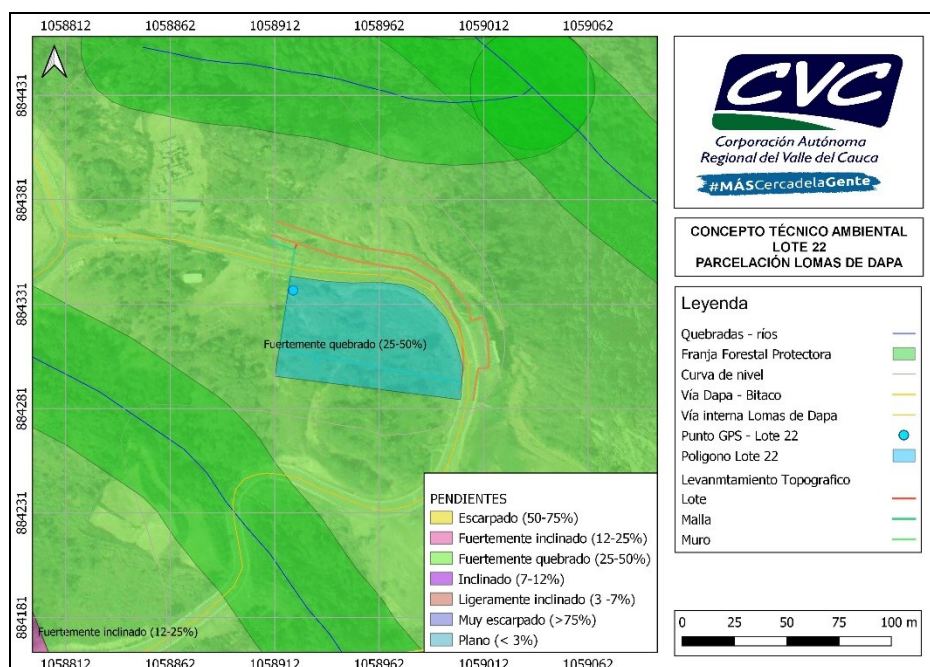 1058812 1058862 1058912 1058962 1059012 1059062
884431
884381
884331
884281
884231
884181
Fuertemente quebrado (25-50%)
Fuertemente inclinado (12-25%)
PENDIENTES
Escarpado (50-75%)
Fuertemente inclinado (12-25%)
Fuertemente quebrado (25-50%)
Inclinado (7-12%)
Ligeramente inclinado (3 -7%)
Muy escarpado (>75%)
Plano (< 3%)
1058812 1058862 1058912 1058962 1059012 1059062
CVC
Corporación Autónoma
Regional del Valle del Cauca
#MÁSCercadelaGente
CONCEPTO TÉCNICO AMBIENTAL
LOTE 22
PARCELACIÓN LOMAS DE DAPA
Leyenda
Quebradas - ríos
Franja Forestal Protectora
Curva de nivel
Vía Dapa - Bitaco
Vía interna Lomas de Dapa
Punto GPS - Lote 22
Poligono Lote 22
Levanmtamiento Topografico
Lote
Malla
Muro
0 25 50 75 100 m